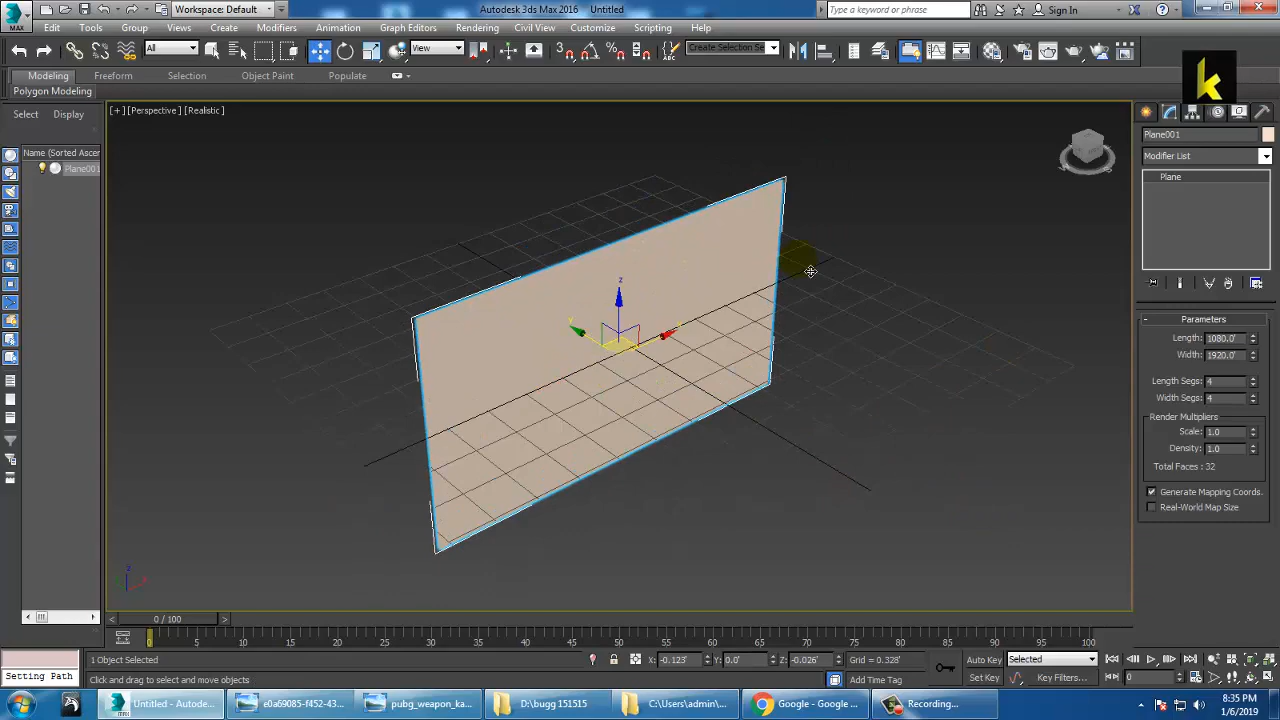 Workspace: Default
Autodesk 3ds Max 2016    Untitled
Type a keyword or phrase
Sign In
MAX
Edit Tools Group Views Create Modifiers Animation Graph Editors Rendering Civil View Customize Scripting Help
All
View
Create Selection Se
Modeling Freeform Selection Object Paint Populate
Polygon Modeling
k
Select Display
[+] [Perspective] [Realistic]
Name (Sorted Ascen
Plane001
Plane001
Modifier List
Plane
z
Parameters
Length: 1080.0'
Width: 1920.0'
Length Segs: 4
Width Segs: 4
Render Multipliers
Scale: 1.0
Density: 1.0
Total Faces : 32
Generate Mapping Coords.
Real-World Map Size
0 / 100
0 5 10 15 20 25 30 35 40 45 50 55 60 65 70 75 80 85 90 95 100
1 Object Selected
X: -0.123' Y: 0.0' Z: -0.026' Grid = 0.328'
Auto Key Selected
Setting Path
Click and drag to select and move objects
Add Time Tag
Set Key Key Filters... 0
Untitled - Autode...
e0a69085-f452-43...
pubg_weapon_ka...
D:\bugg 151515
C:\Users\admin\...
Google - Google ...
Recording...
8:35 PM
1/6/2019